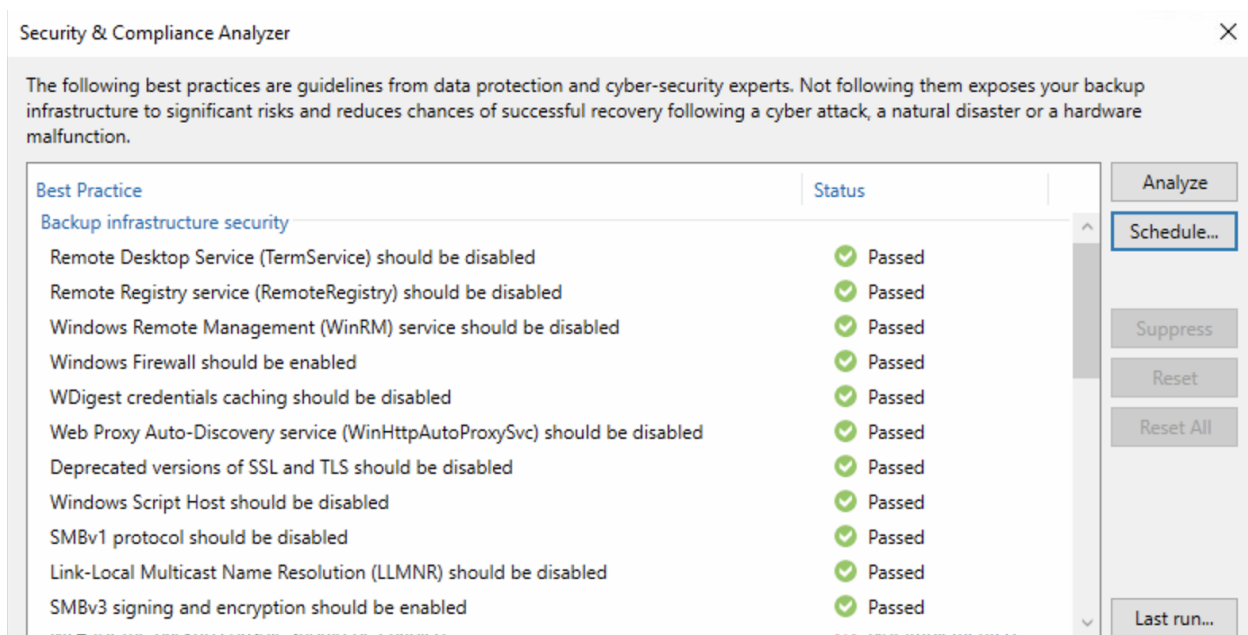 Security & Compliance Analyzer
The following best practices are guidelines from data protection and cyber-security experts. Not following them exposes your backup
infrastructure to significant risks and reduces chances of successful recovery following a cyber attack, a natural disaster or a hardware
malfunction.
Best Practice Status
Analyze
Backup infrastructure security
Schedule...
Remote Desktop Service (TermService) should be disabled Passed
Remote Registry service (RemoteRegistry) should be disabled Passed
Windows Remote Management (WinRM) service should be disabled Passed
Suppress
Windows Firewall should be enabled Passed
Reset
WDigest credentials caching should be disabled Passed
Web Proxy Auto-Discovery service (WinHttpAutoProxySvc) should be disabled Passed
Reset All
Deprecated versions of SSL and TLS should be disabled Passed
Windows Script Host should be disabled Passed
SMBv1 protocol should be disabled Passed
Link-Local Multicast Name Resolution (LLMNR) should be disabled Passed
SMBv3 signing and encryption should be enabled Passed
Last run...